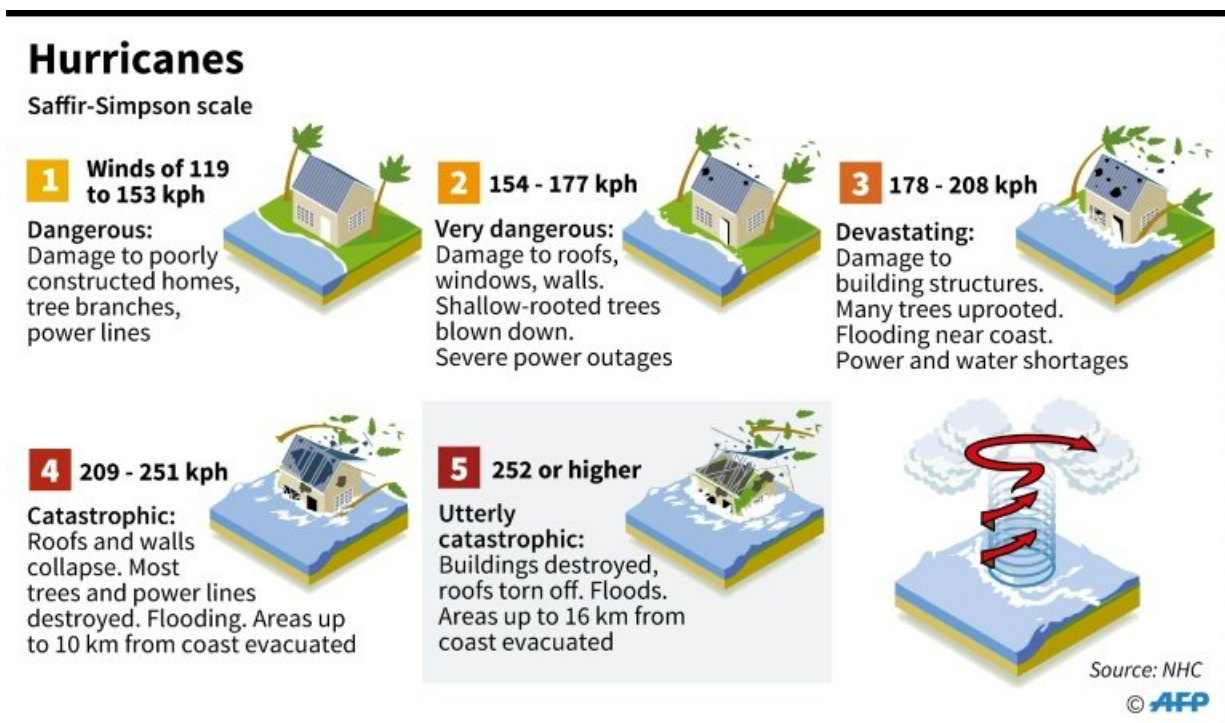 Hurricanes
Saffir-Simpson scale
1
Winds of 119
to 153 kph
Dangerous:
Damage to poorly
constructed homes,
tree branches,
power lines
2
154 - 177 kph
Very dangerous:
Damage to roofs,
windows, walls.
Shallow-rooted trees
blown down.
Severe power outages
3
178 - 208 kph
Devastating:
Damage to
building structures.
Many trees uprooted.
Flooding near coast.
Power and water shortages
4
209 - 251 kph
Catastrophic:
Roofs and walls
collapse. Most
trees and power lines
destroyed. Flooding. Areas up
to 10 km from coast evacuated
5
252 or higher
Utterly
catastrophic:
Buildings destroyed,
roofs torn off. Floods.
Areas up to 16 km from
coast evacuated
Source: NHC
© AFP